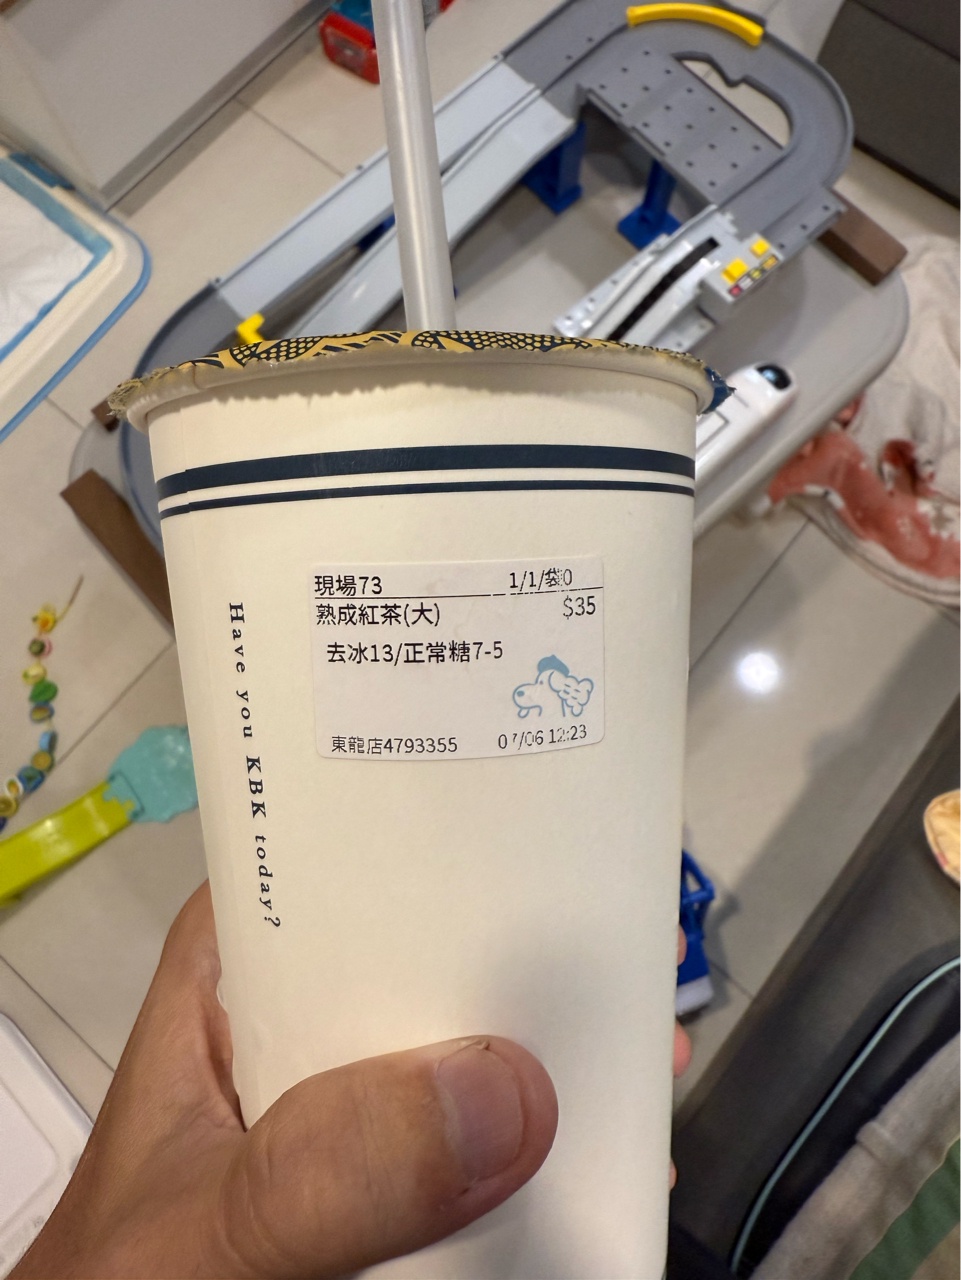 現場73 1/1/袋0
熟成紅茶(大) $35
去冰13/正常糖7-5
東龍店4793355 07/06 12:23
Have you KBK today?